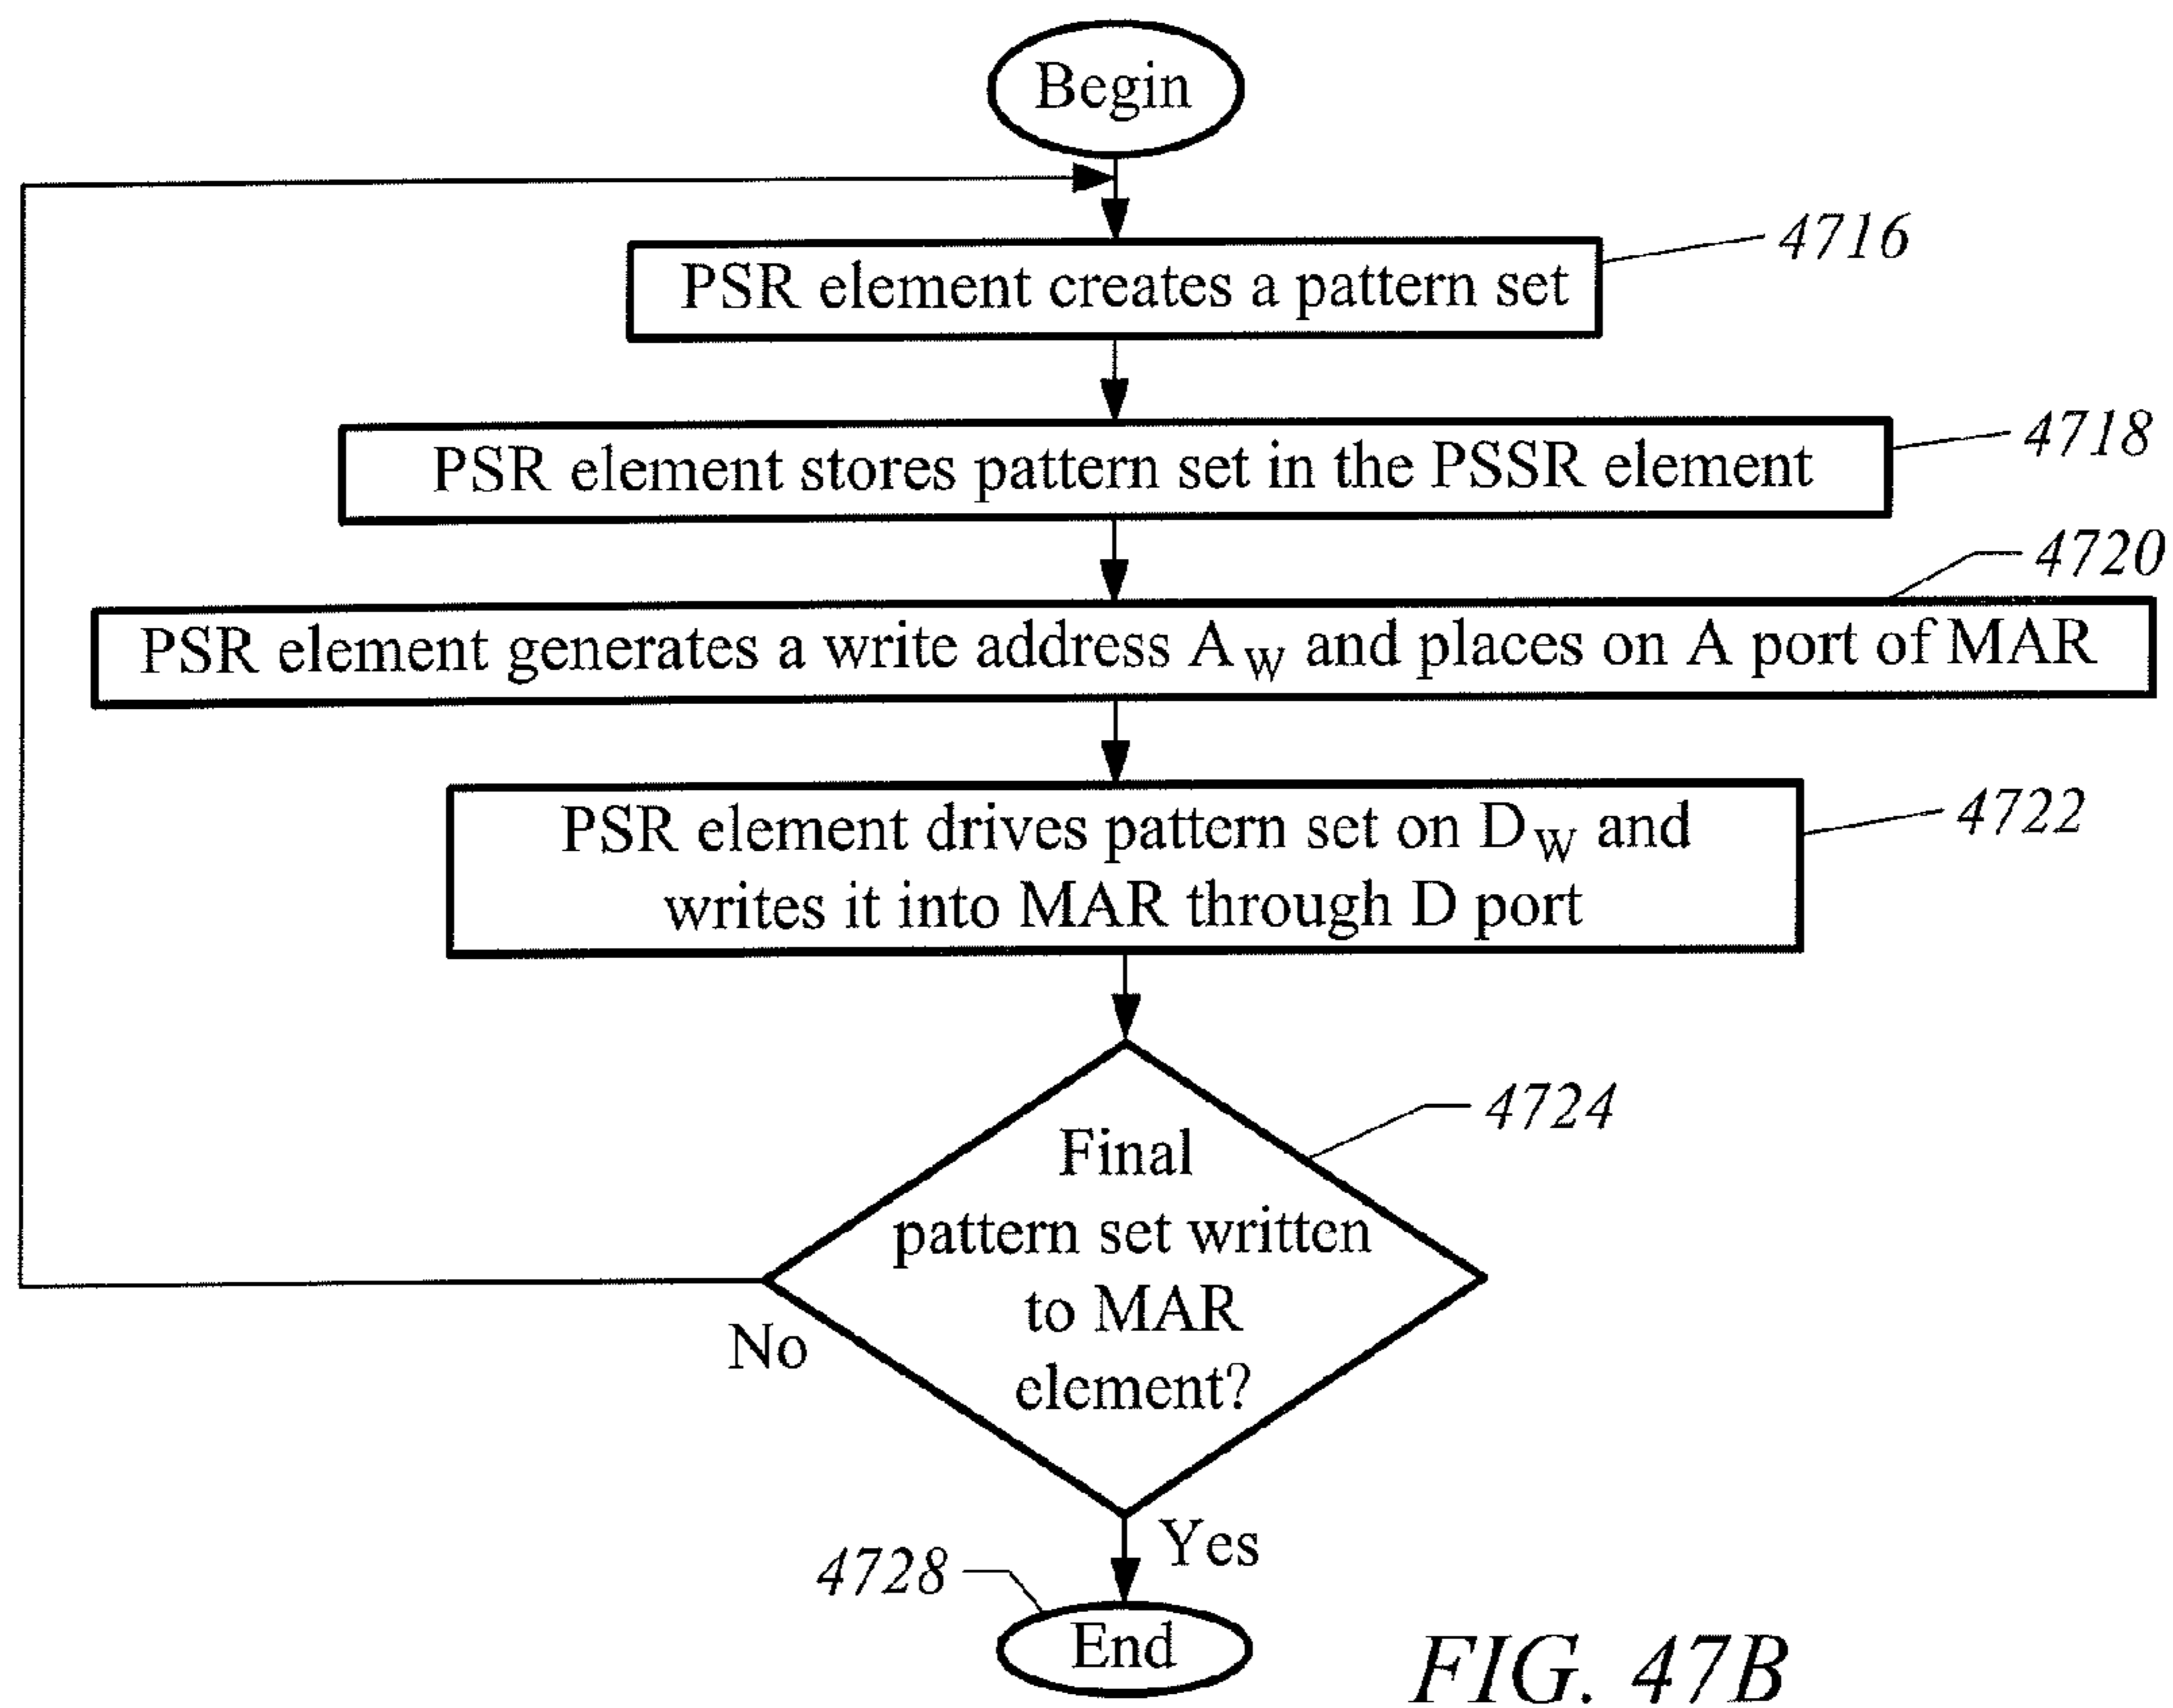 Begin
PSR element creates a pattern set
4716
PSR element stores pattern set in the PSSR element
4718
4720
PSR element generates a write address A W and places on A port of MAR
PSR element drives pattern set on D W and
writes it into MAR through D port
4722
4724
Final
pattern set written
to MAR
element?
No
Yes
4728
End
FIG. 47B